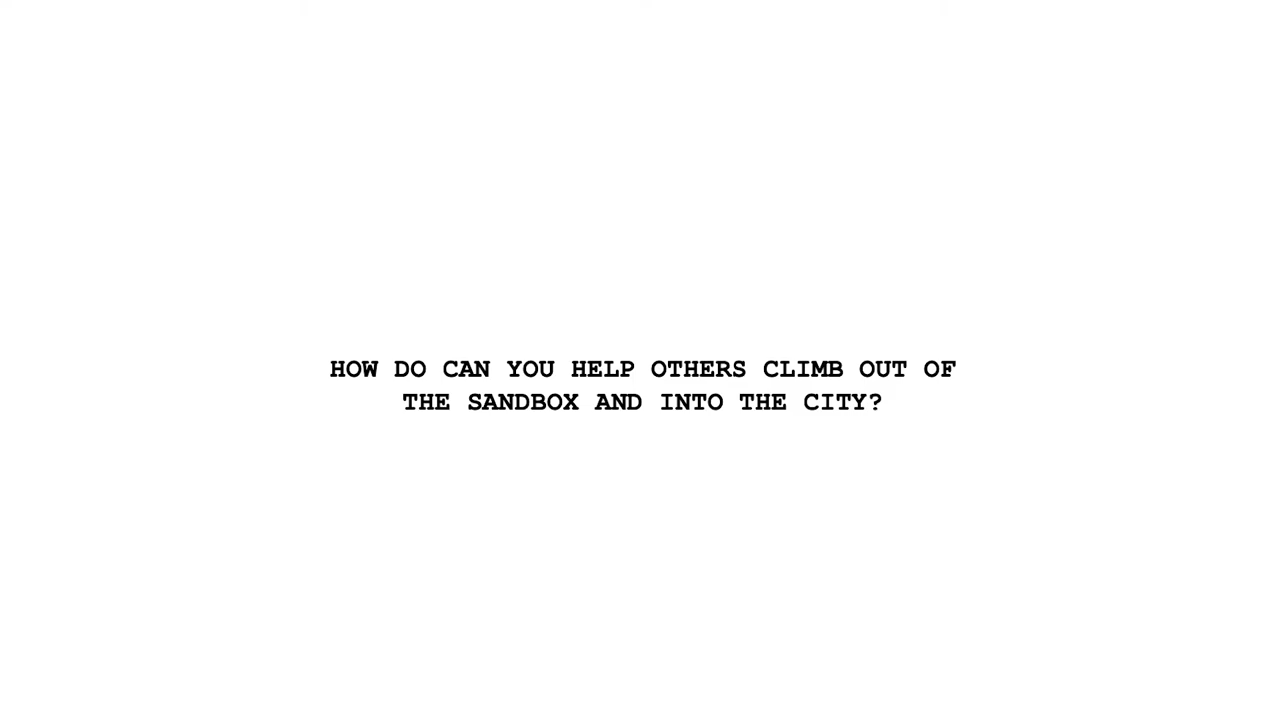 HOW DO CAN YOU HELP OTHERS CLIMB OUT OF
THE SANDBOX AND INTO THE CITY?